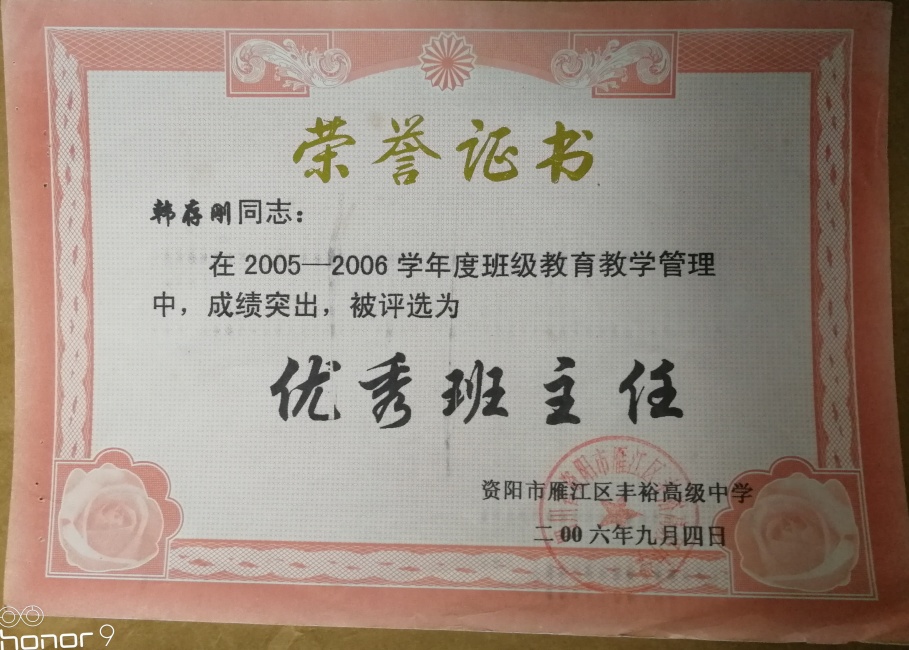 荣誉证书
韩存刚同志：
在 2005—2006 学年度班级教育教学管理
中，成绩突出，被评选为
优秀班主任
资阳市雁江区丰裕高级中学
二00六年九月四日
honor 9